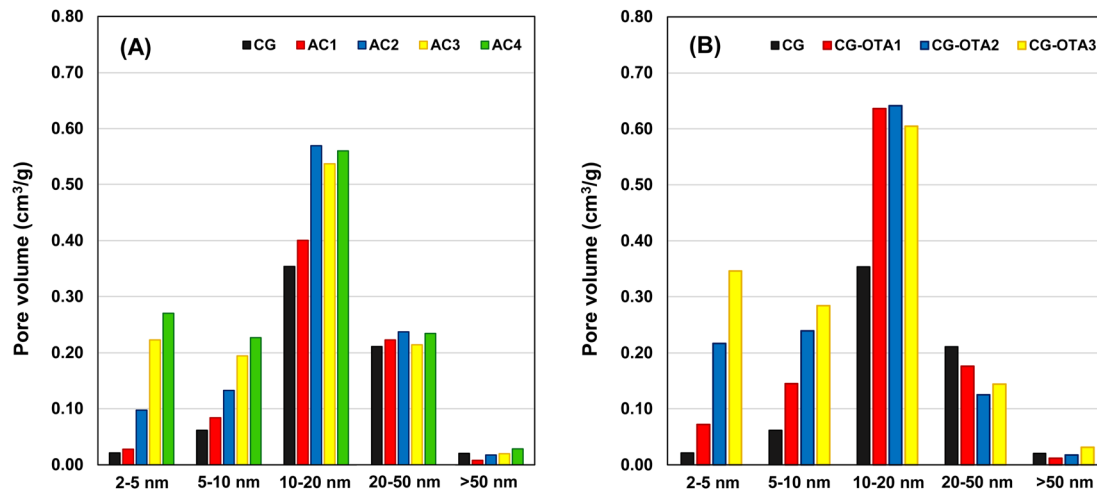 (A)
CG AC1 AC2 AC3 AC4
Pore volume (cm³/g)
0.80
0.70
0.60
0.50
0.40
0.30
0.20
0.10
0.00
2-5 nm 5-10 nm 10-20 nm 20-50 nm >50 nm
(B)
CG CG-OTA1 CG-OTA2 CG-OTA3
Pore volume (cm³/g)
0.80
0.70
0.60
0.50
0.40
0.30
0.20
0.10
0.00
2-5 nm 5-10 nm 10-20 nm 20-50 nm >50 nm